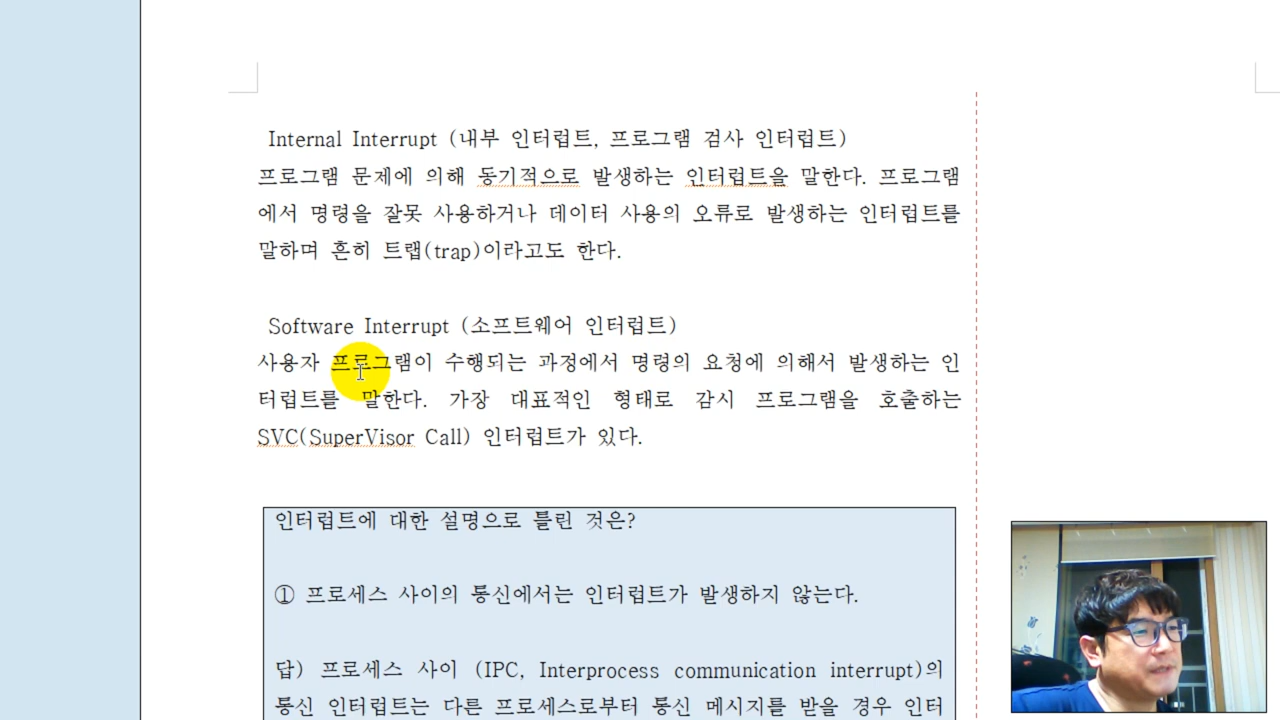 Internal Interrupt (내부 인터럽트, 프로그램 검사 인터럽트)
프로그램 문제에 의해 동기적으로 발생하는 인터럽트을 말한다. 프로그램
에서 명령을 잘못 사용하거나 데이터 사용의 오류로 발생하는 인터럽트를
말하며 흔히 트랩(trap)이라고도 한다.
Software Interrupt (소프트웨어 인터럽트)
사용자 프로그램이 수행되는 과정에서 명령의 요청에 의해서 발생하는 인
터럽트를 말한다. 가장 대표적인 형태로 감시 프로그램을 호출하는
SVC(SuperVisor Call) 인터럽트가 있다.
인터럽트에 대한 설명으로 틀린 것은?
① 프로세스 사이의 통신에서는 인터럽트가 발생하지 않는다.
답) 프로세스 사이 (IPC, Interprocess communication interrupt)의
통신 인터럽트는 다른 프로세스로부터 통신 메시지를 받을 경우 인터